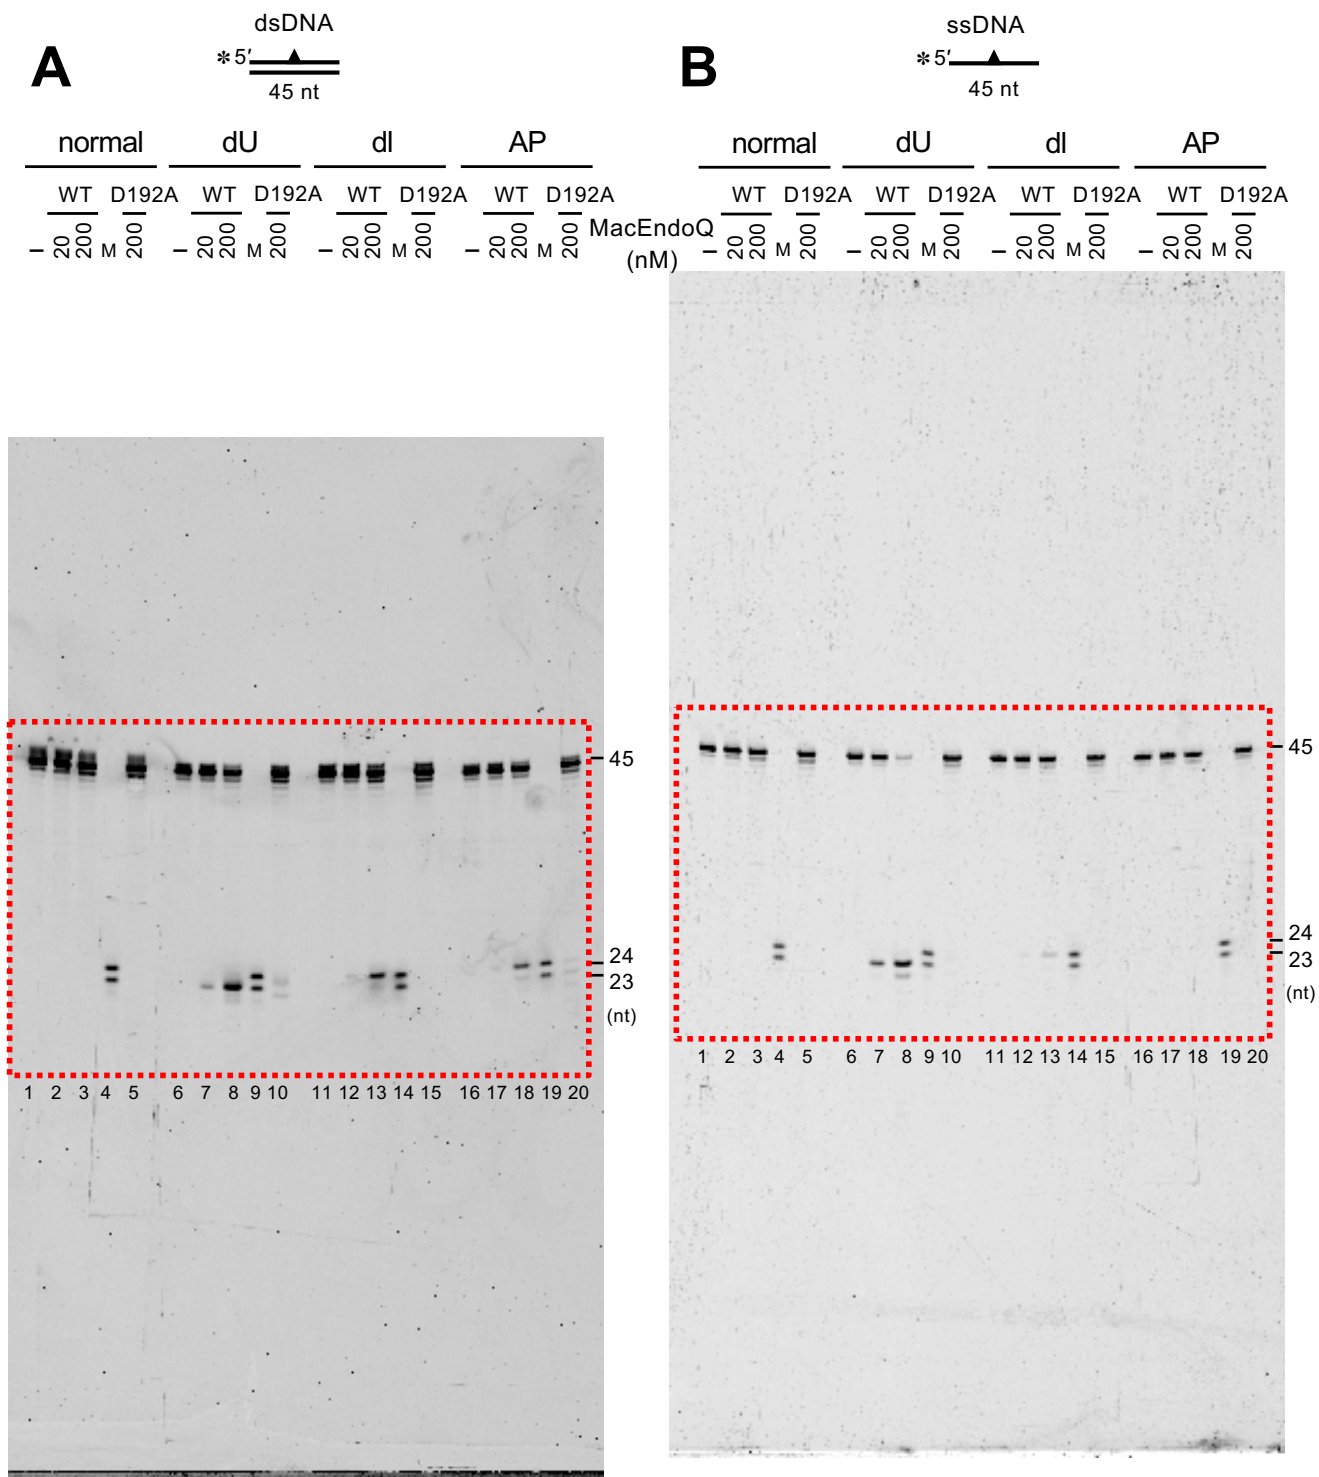 A
dsDNA
*5′
45 nt
normal dU dI AP
WT D192A WT D192A WT D192A WT D192A
– 20 200 M 200 – 20 200 M 200 – 20 200 M 200 – 20 200 M 200
MacEndoQ
(nM)
45
24
23
(nt)
1 2 3 4 5 6 7 8 9 10 11 12 13 14 15 16 17 18 19 20
B
ssDNA
*5′
45 nt
normal dU dI AP
WT D192A WT D192A WT D192A WT D192A
– 20 200 M 200 – 20 200 M 200 – 20 200 M 200 – 20 200 M 200
45
24
23
(nt)
1 2 3 4 5 6 7 8 9 10 11 12 13 14 15 16 17 18 19 20